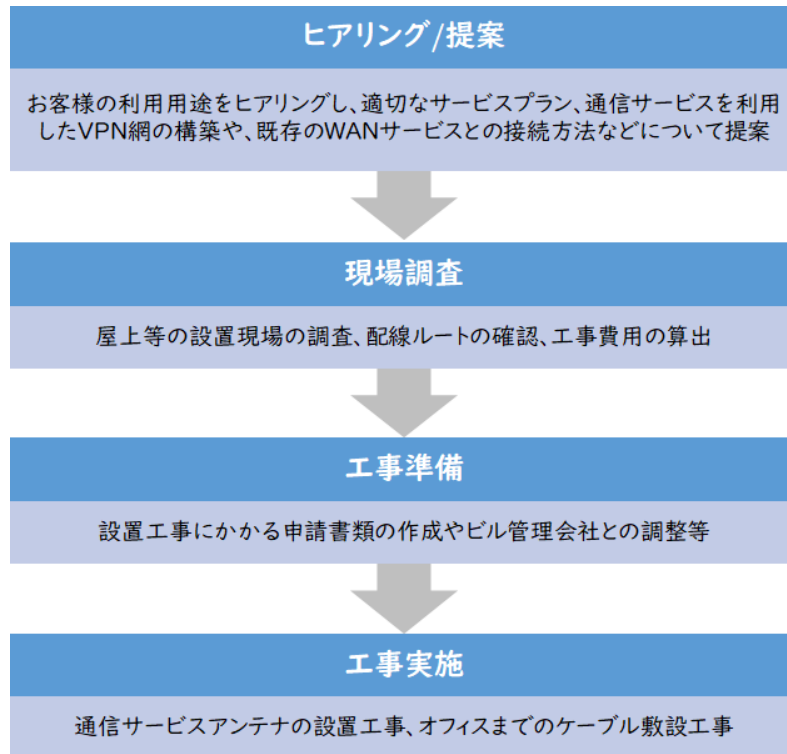 ヒアリング/提案
お客様の利用用途をヒアリングし、適切なサービスプラン、通信サービスを利用
したVPN網の構築や、既存のWANサービスとの接続方法などについて提案
現場調査
屋上等の設置現場の調査、配線ルートの確認、工事費用の算出
工事準備
設置工事にかかる申請書類の作成やビル管理会社との調整等
工事実施
通信サービスアンテナの設置工事、オフィスまでのケーブル敷設工事